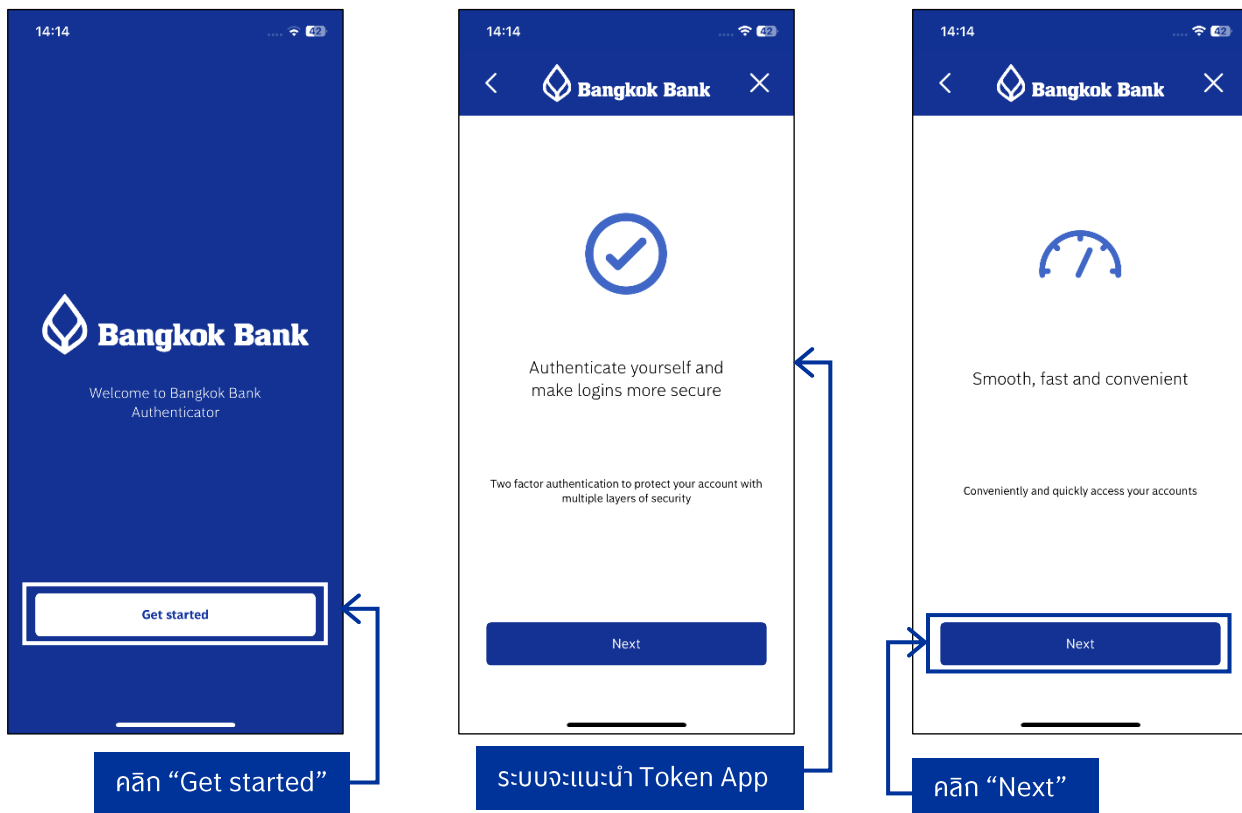 14:14
42
Bangkok Bank
Welcome to Bangkok Bank
Authenticator
Get started
คลิก “Get started”
14:14
42
Bangkok Bank
Authenticate yourself and
make logins more secure
Two factor authentication to protect your account with
multiple layers of security
Next
ระบบจะแนะนำ Token App
14:14
42
Bangkok Bank
Smooth, fast and convenient
Conveniently and quickly access your accounts
Next
คลิก “Next”